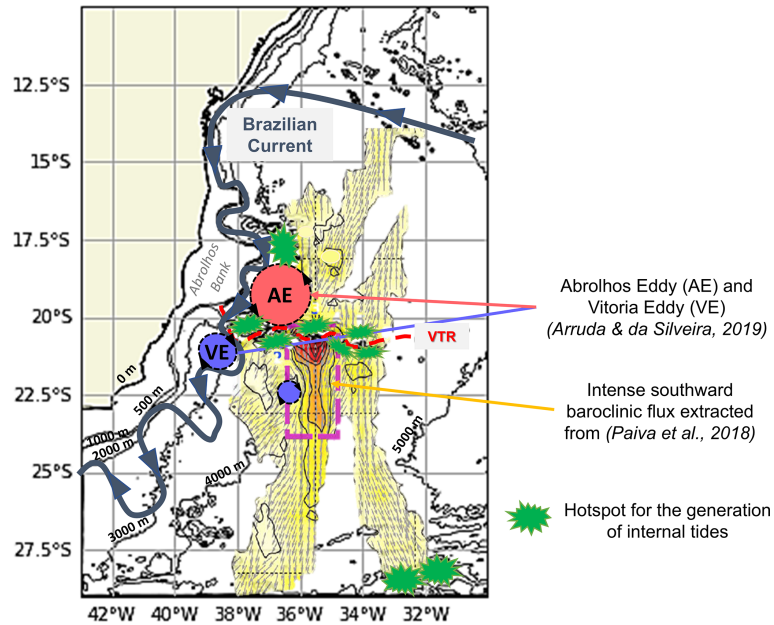 12.5°S
15°S
17.5°S
20°S
22.5°S
25°S
27.5°S
42°W
40°W
38°W
36°W
34°W
32°W
Brazilian
Current
Abrolhos
Bank
AE
VE
VTR
0 m
500 m
1000 m
2000 m
3000 m
4000 m
5000 m
Abrolhos Eddy (AE) and
Vitoria Eddy (VE)
(Arruda & da Silveira, 2019)
Intense southward
baroclinic flux extracted
from (Paiva et al., 2018)
Hotspot for the generation
of internal tides